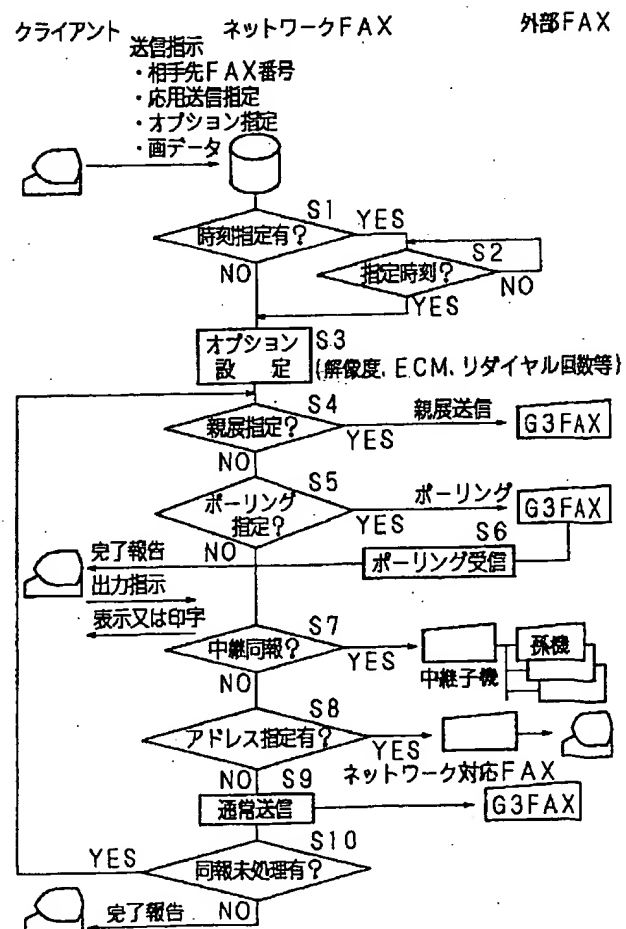 クライアント ネットワークFAX 外部FAX
送信指示
・相手先FAX番号
・応用送信指定
・オプション指定
・画データ
S1
時刻指定有? YES
S2
NO 指定時刻?
NO
YES
オプション S3
設 定 (解像度、ECM、リダイヤル回数等)
S4
親展指定? 親展送信 G3FAX
YES
NO
S5
ポーリング ポーリング G3FAX
指定? YES
S6
完了報告 NO ポーリング受信
出力指示
表示又は印字
S7
中継同報? 孫機
YES
NO 中継子機
S8
アドレス指定有?
YES
ネットワーク対応FAX
NO S9
通常送信 G3FAX
S10
YES 同報未処理有?
完了報告 NO